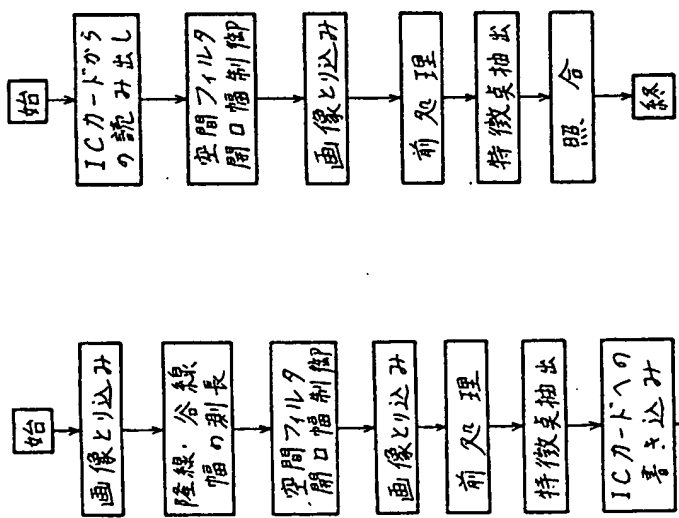 始
ICカードから
の読み出し
空間フィルタ
開口幅制御
画像とり込み
前処理
特徴点抽出
照合
終
始
画像とり込み
隆線・谷線
幅の測長
空間フィルタ
開口幅制御
画像とり込み
前処理
特徴点抽出
ICカードへの
書き込み